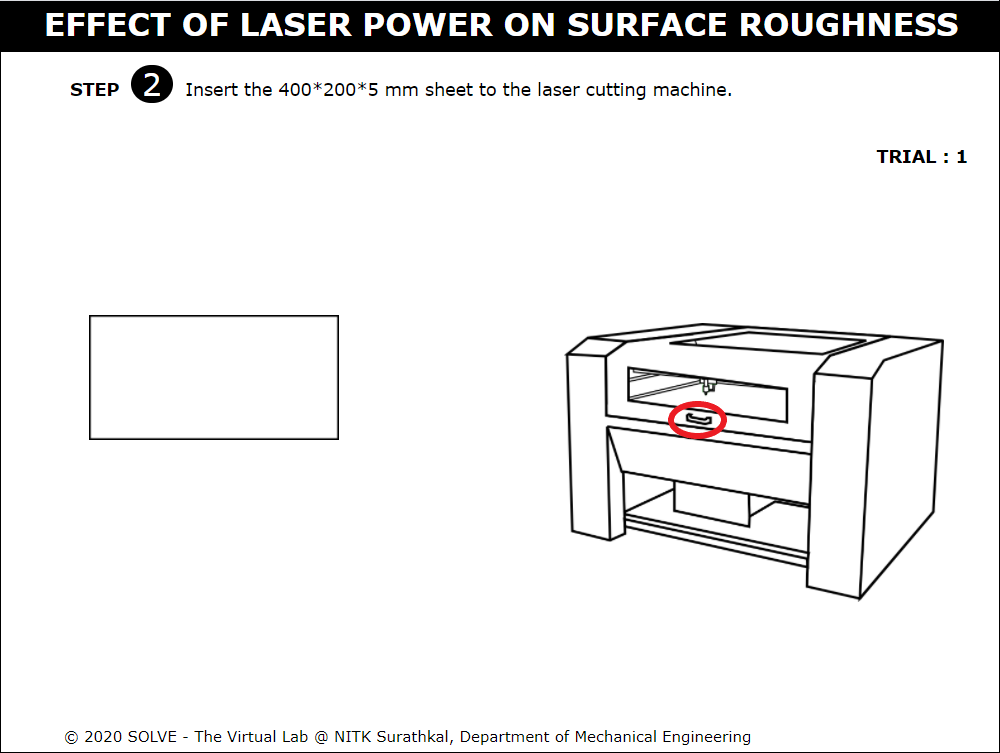 EFFECT OF LASER POWER ON SURFACE ROUGHNESS
STEP 2 Insert the 400*200*5 mm sheet to the laser cutting machine.
TRIAL : 1
© 2020 SOLVE - The Virtual Lab @ NITK Surathkal, Department of Mechanical Engineering